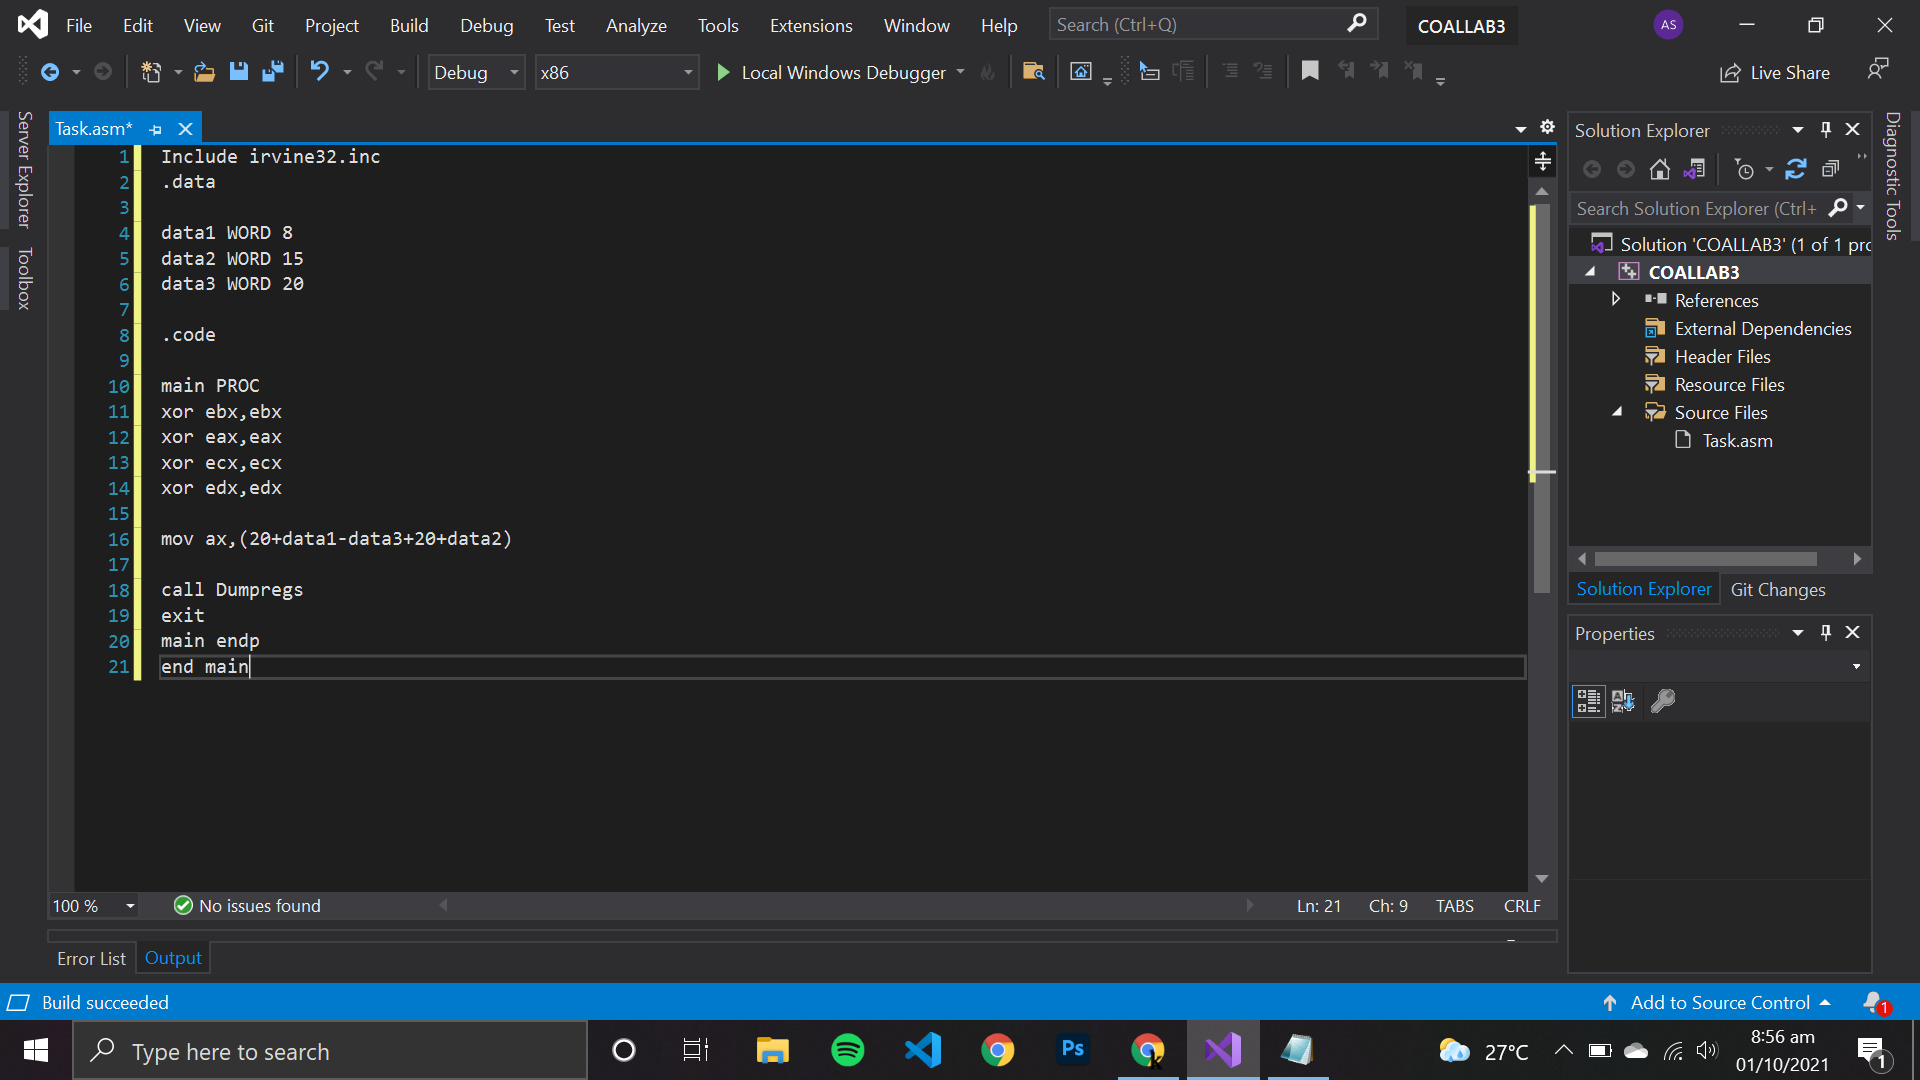 File Edit View Git Project Build Debug Test Analyze Tools Extensions Window Help Search (Ctrl+Q) COALLAB3 AS
Debug x86 Local Windows Debugger Live Share
Server Explorer
Toolbox
Task.asm*
1 Include irvine32.inc
2 .data
3
4 data1 WORD 8
5 data2 WORD 15
6 data3 WORD 20
7
8 .code
9
10 main PROC
11 xor ebx,ebx
12 xor eax,eax
13 xor ecx,ecx
14 xor edx,edx
15
16 mov ax,(20+data1-data3+20+data2)
17
18 call Dumpregs
19 exit
20 main endp
21 end main
100 % No issues found Ln: 21 Ch: 9 TABS CRLF
Error List Output
Solution Explorer
Search Solution Explorer (Ctrl+
Solution 'COALLAB3' (1 of 1 pro
COALLAB3
References
External Dependencies
Header Files
Resource Files
Source Files
Task.asm
Solution Explorer Git Changes
Properties
Diagnostic Tools
Build succeeded Add to Source Control 1
Type here to search Ps 27°C 8:56 am
01/10/2021 1